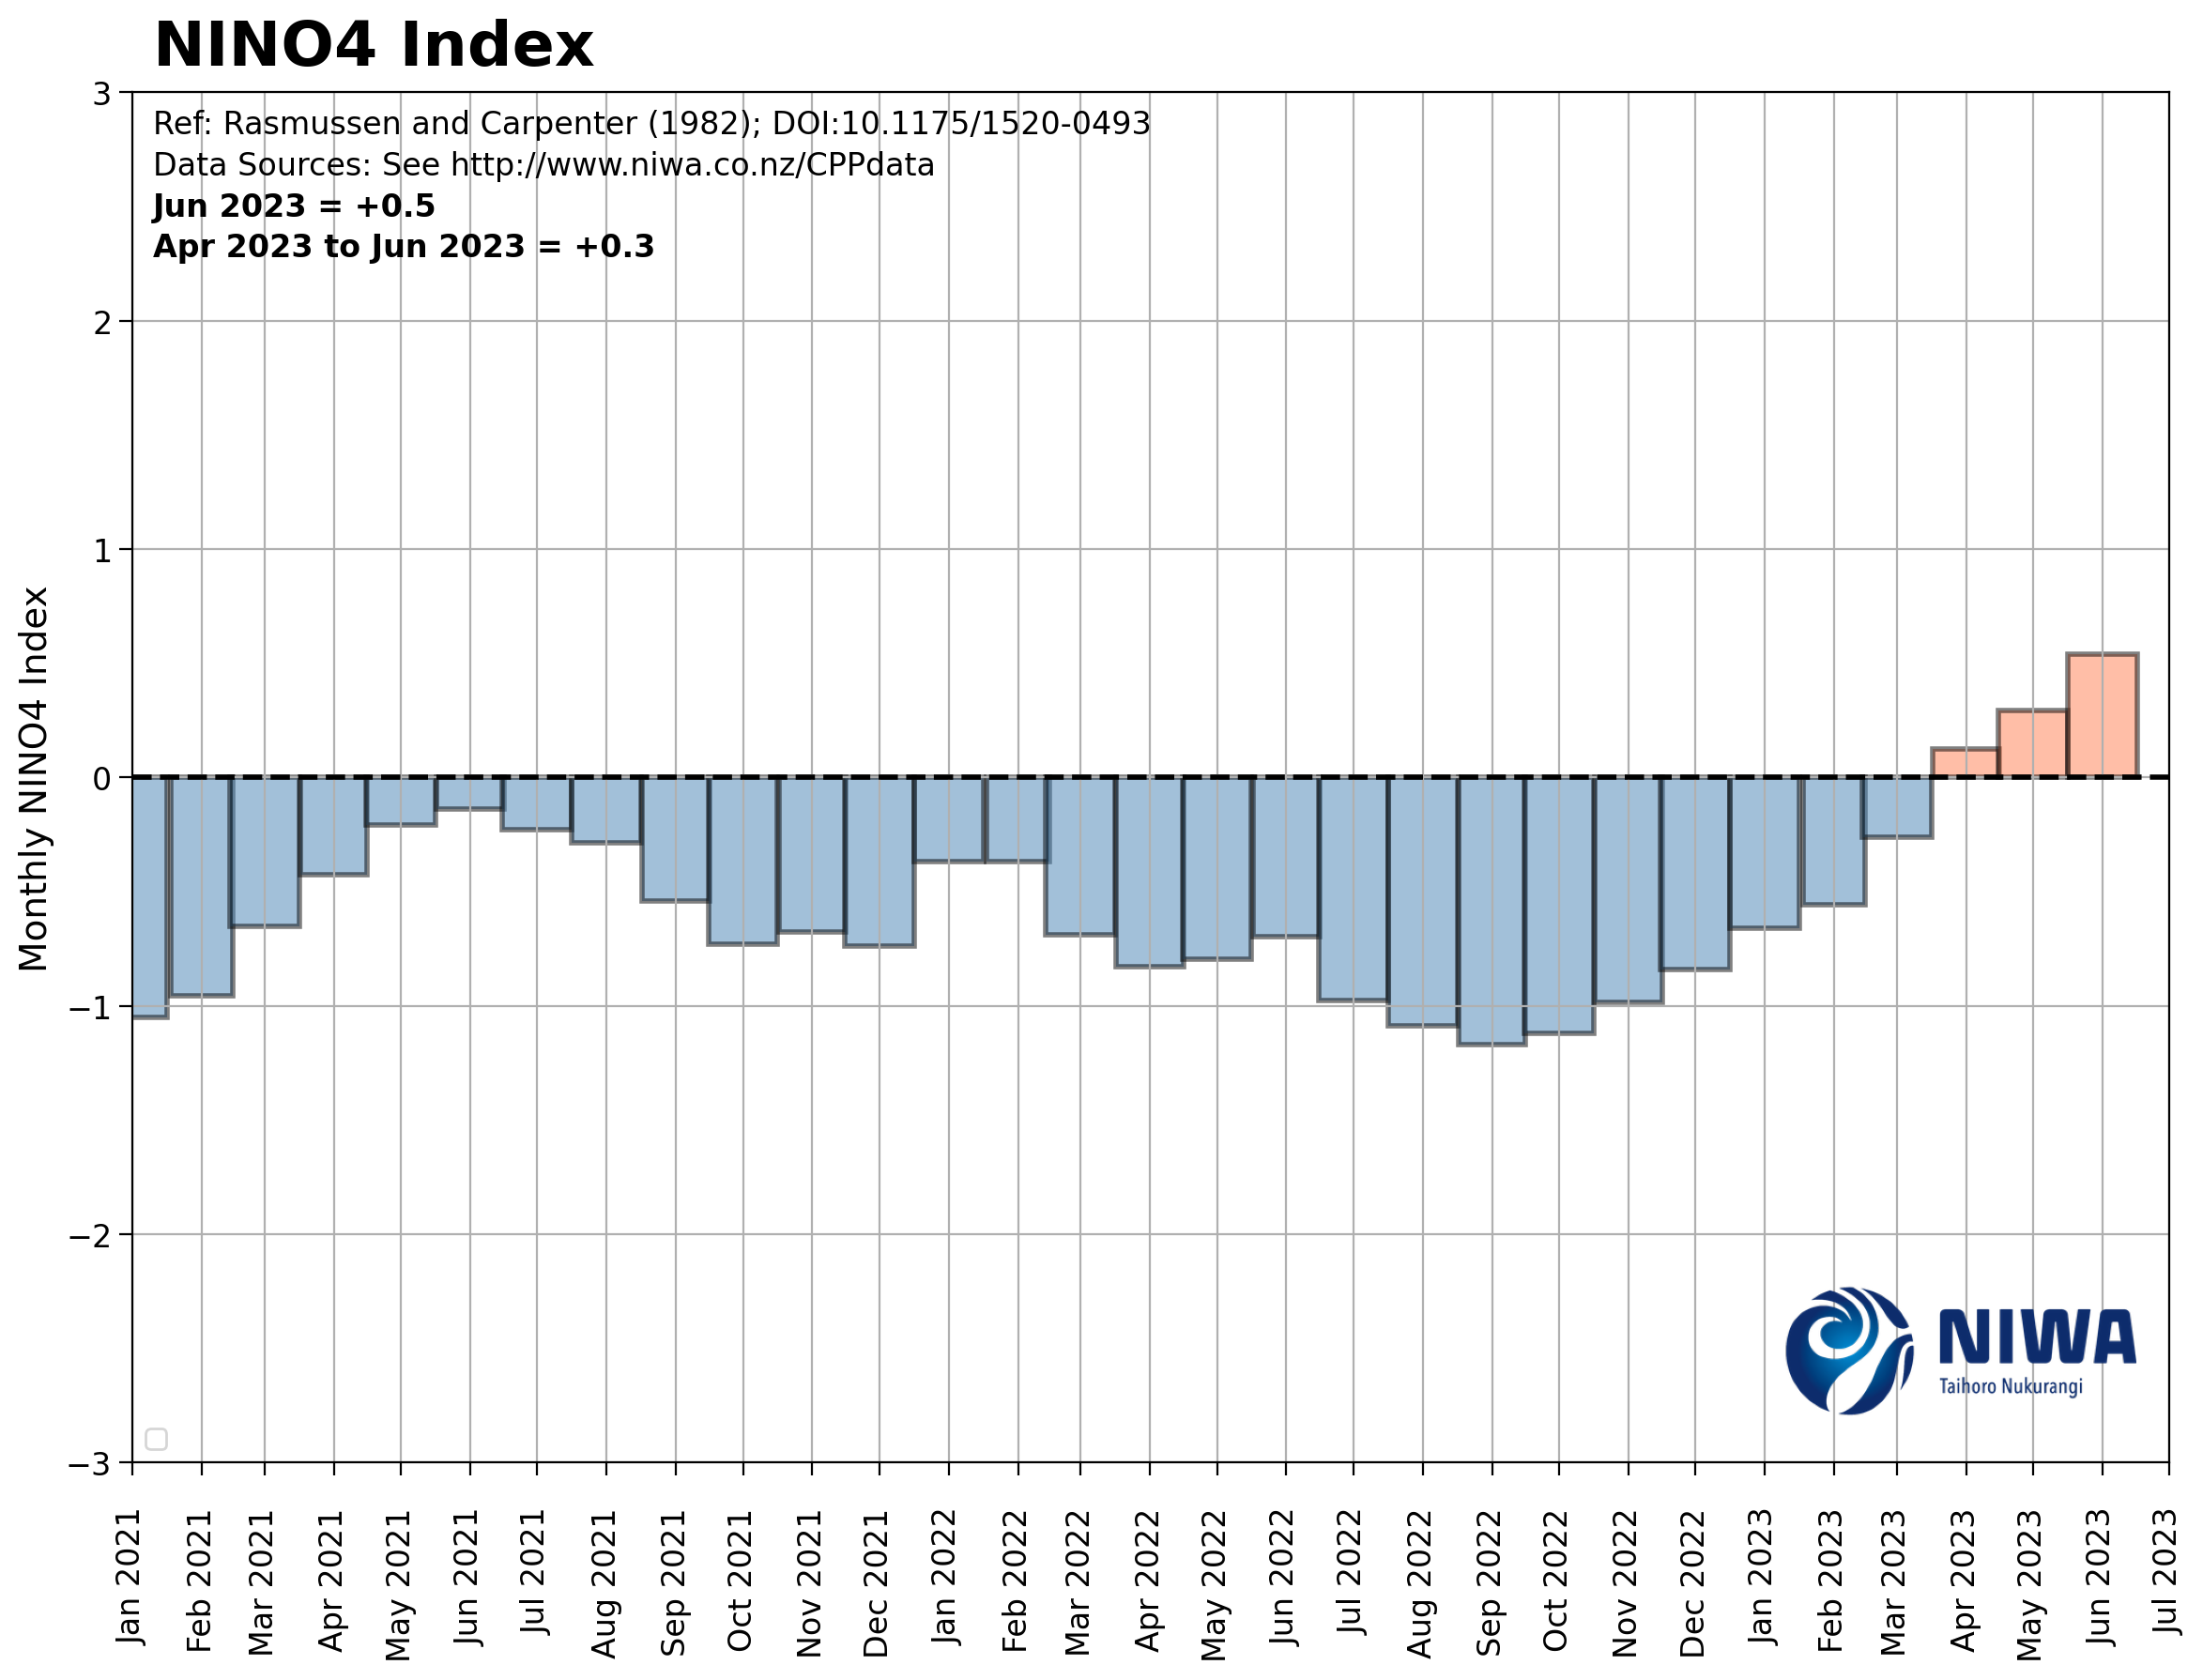 NINO4 Index
Ref: Rasmussen and Carpenter (1982); DOI:10.1175/1520-0493
Data Sources: See http://www.niwa.co.nz/CPPdata
Jun 2023 = +0.5
Apr 2023 to Jun 2023 = +0.3
Monthly NINO4 Index
3
2
1
0
−1
−2
−3
NIWA
Taihoro Nukurangi
Jan 2021
Feb 2021
Mar 2021
Apr 2021
May 2021
Jun 2021
Jul 2021
Aug 2021
Sep 2021
Oct 2021
Nov 2021
Dec 2021
Jan 2022
Feb 2022
Mar 2022
Apr 2022
May 2022
Jun 2022
Jul 2022
Aug 2022
Sep 2022
Oct 2022
Nov 2022
Dec 2022
Jan 2023
Feb 2023
Mar 2023
Apr 2023
May 2023
Jun 2023
Jul 2023